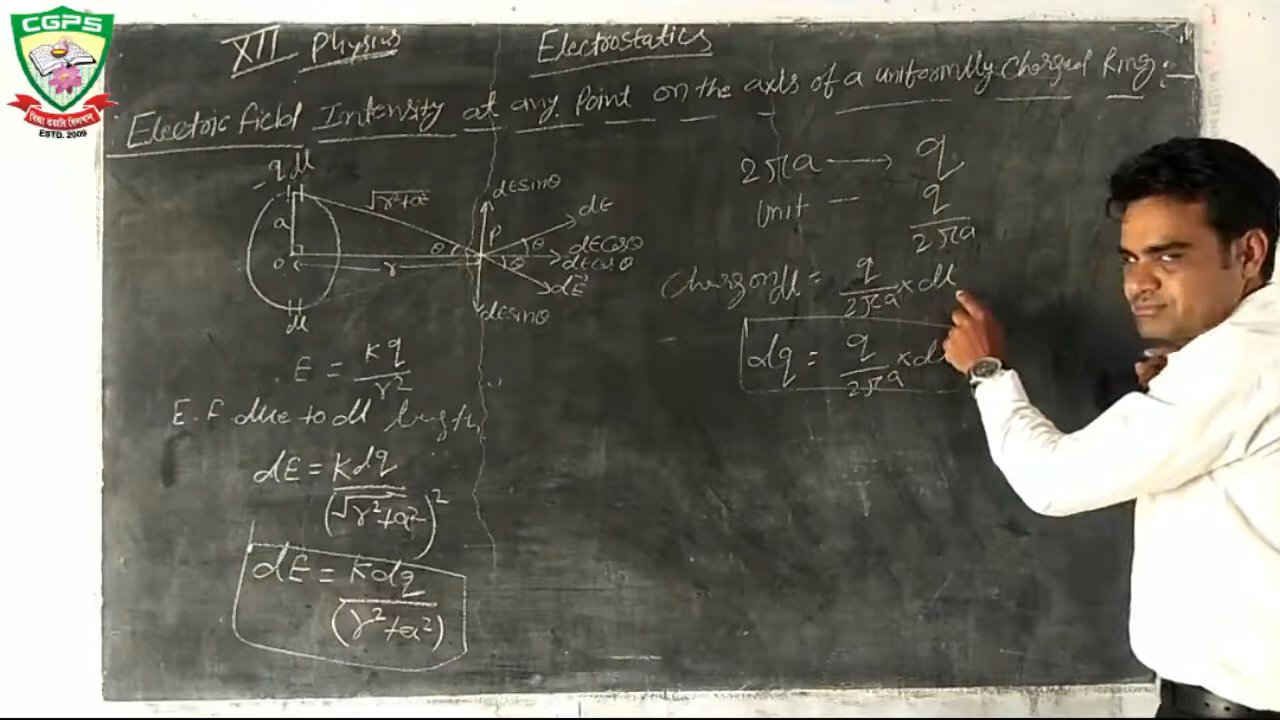 CGPS
ESTD. 2009
XII Physics
Electrostatics
Electric field Intensity at any Point on the axis of a uniformly Charged Ring :-
q dl
a
√r²+a²
O
r
θ
P
dEsinθ
dE
θ
θ
dECosθ
dECosθ
dE
dEsinθ
dl
E = Kq/r²
E.F due to dl length,
dE = Kdq/(√r²+a²)²
dE = Kdq/(r²+a²)
2πa → q
Unit - q/2πa
Charg on dl = q/2πa × dl
dq = q/2πa × d